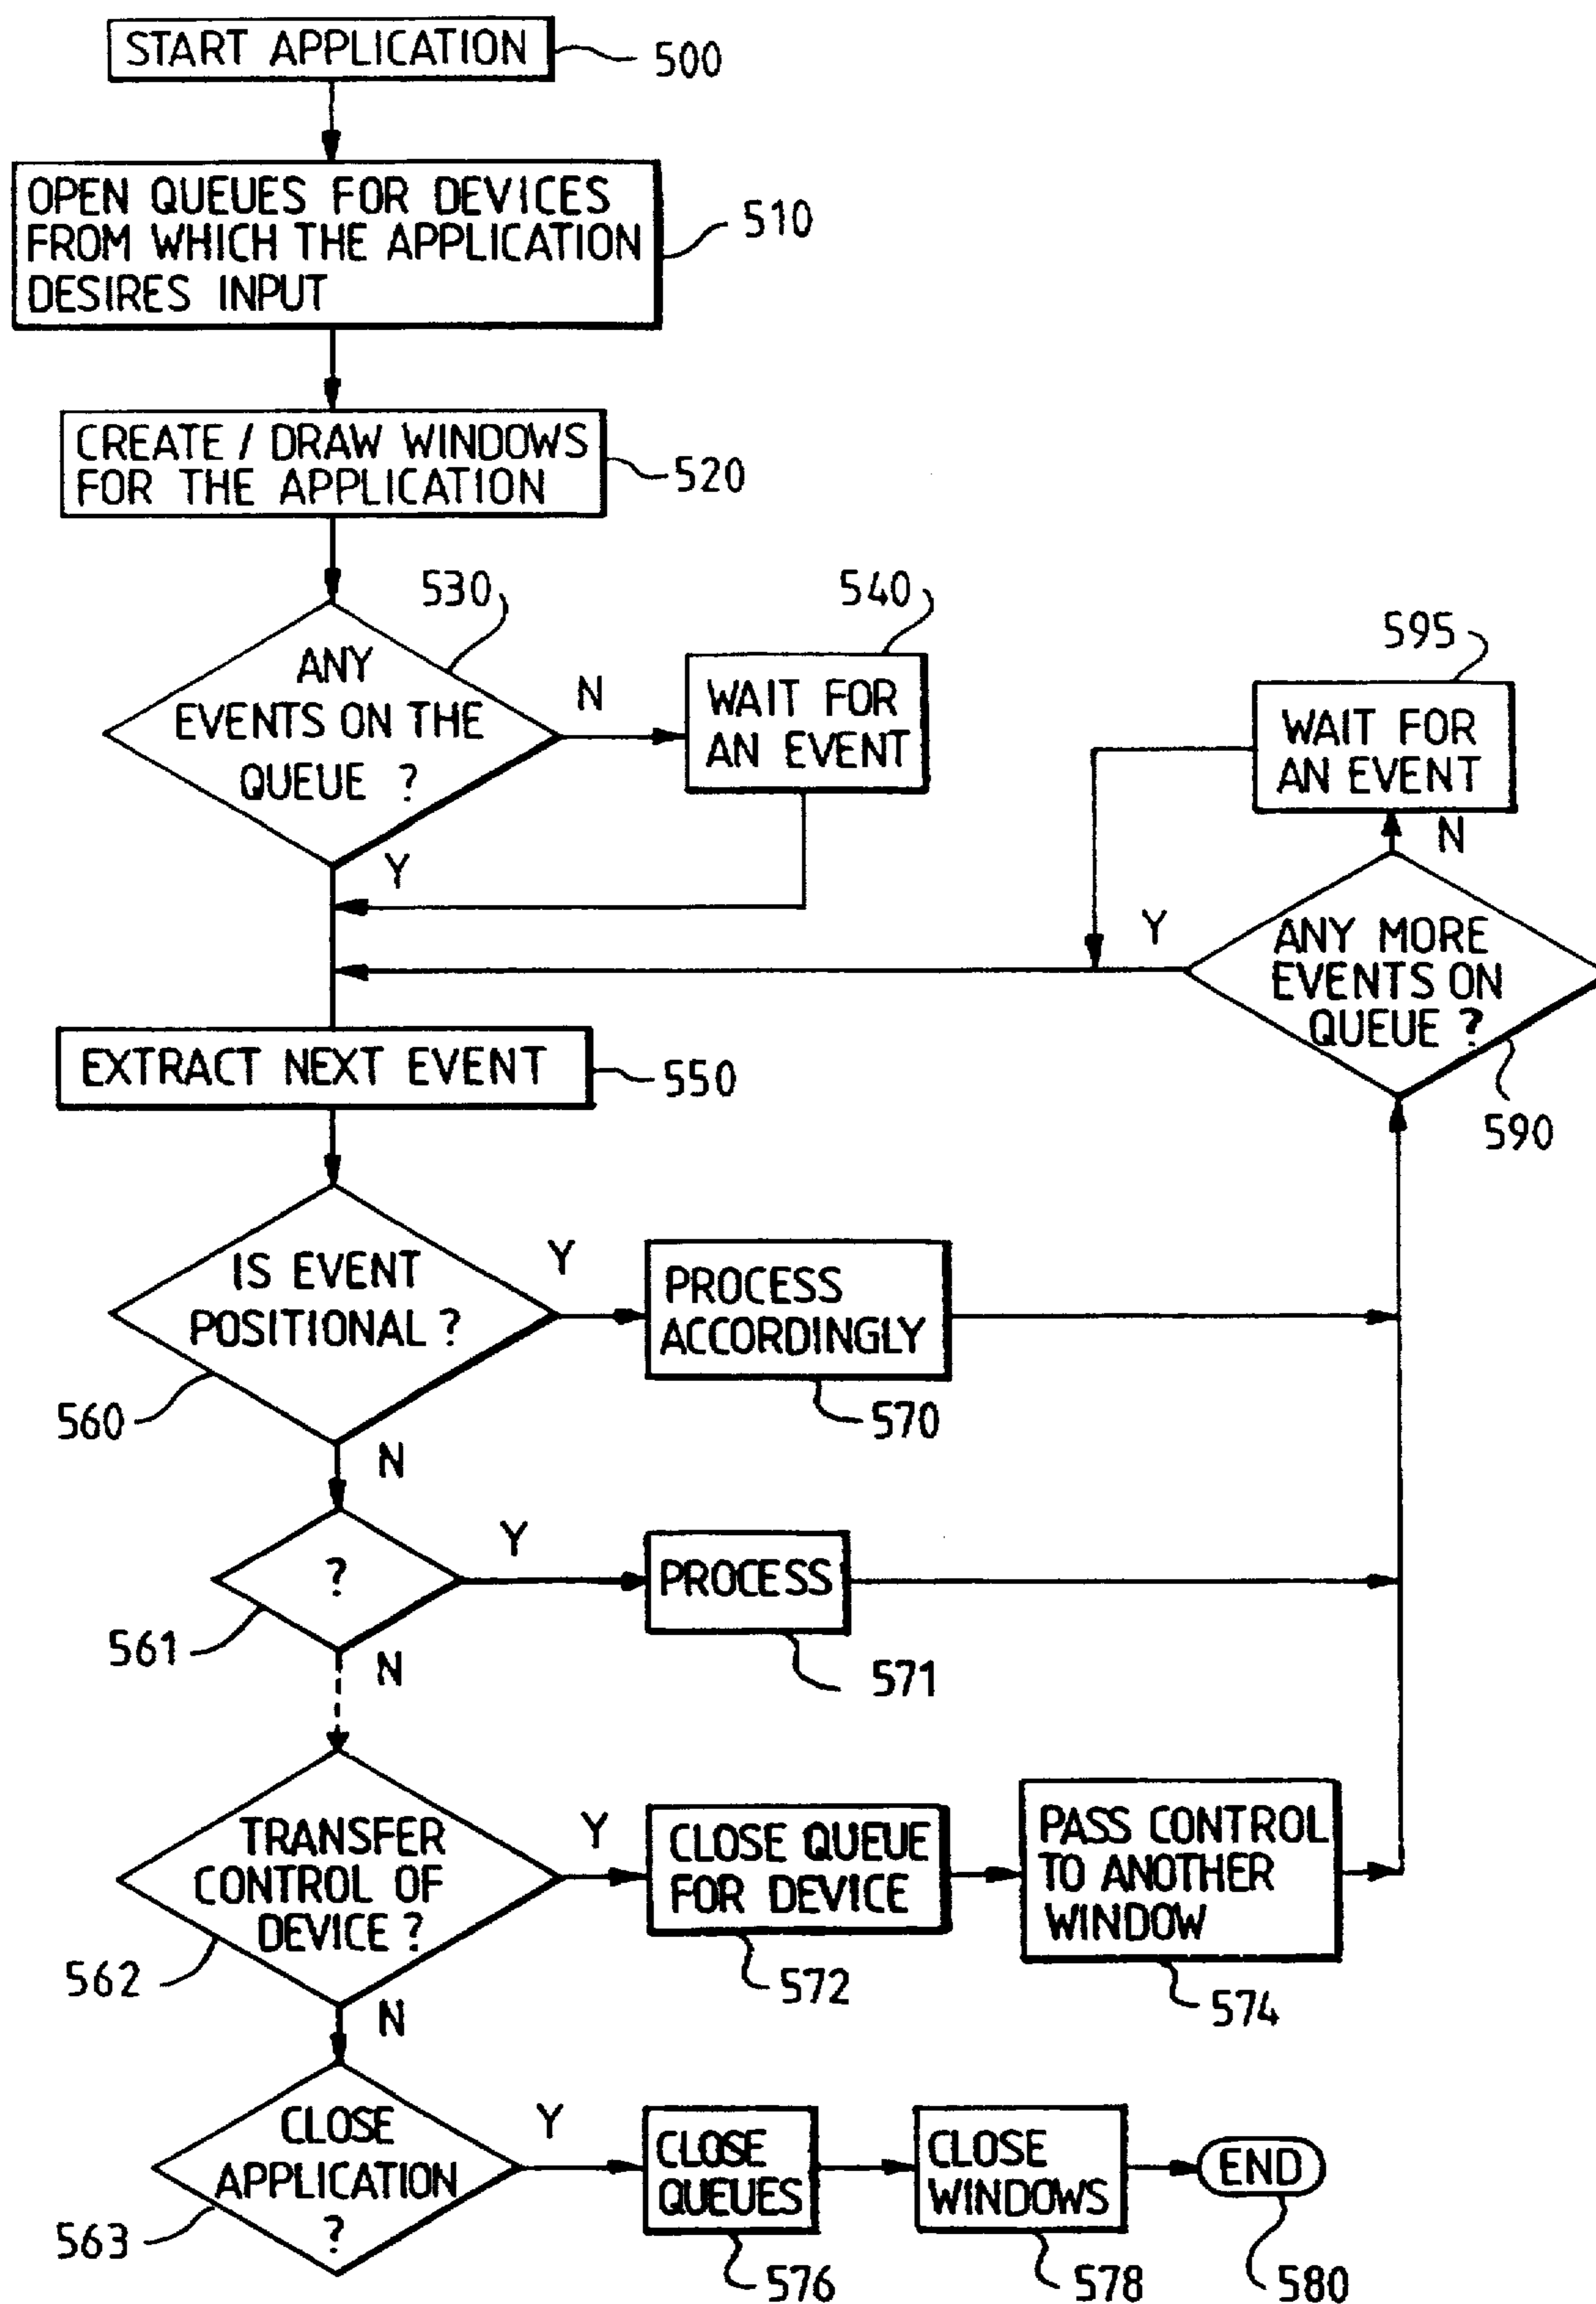 START APPLICATION
500
OPEN QUEUES FOR DEVICES
FROM WHICH THE APPLICATION
DESIRES INPUT
510
CREATE / DRAW WINDOWS
FOR THE APPLICATION
520
530
ANY
EVENTS ON THE
QUEUE ?
N
Y
540
WAIT FOR
AN EVENT
595
WAIT FOR
AN EVENT
N
Y
ANY MORE
EVENTS ON
QUEUE ?
590
EXTRACT NEXT EVENT
550
IS EVENT
POSITIONAL ?
560
Y
N
PROCESS
ACCORDINGLY
570
?
561
Y
N
PROCESS
571
TRANSFER
CONTROL OF
DEVICE ?
562
Y
N
CLOSE QUEUE
FOR DEVICE
572
PASS CONTROL
TO ANOTHER
WINDOW
574
CLOSE
APPLICATION
?
563
Y
CLOSE
QUEUES
576
CLOSE
WINDOWS
578
END
580